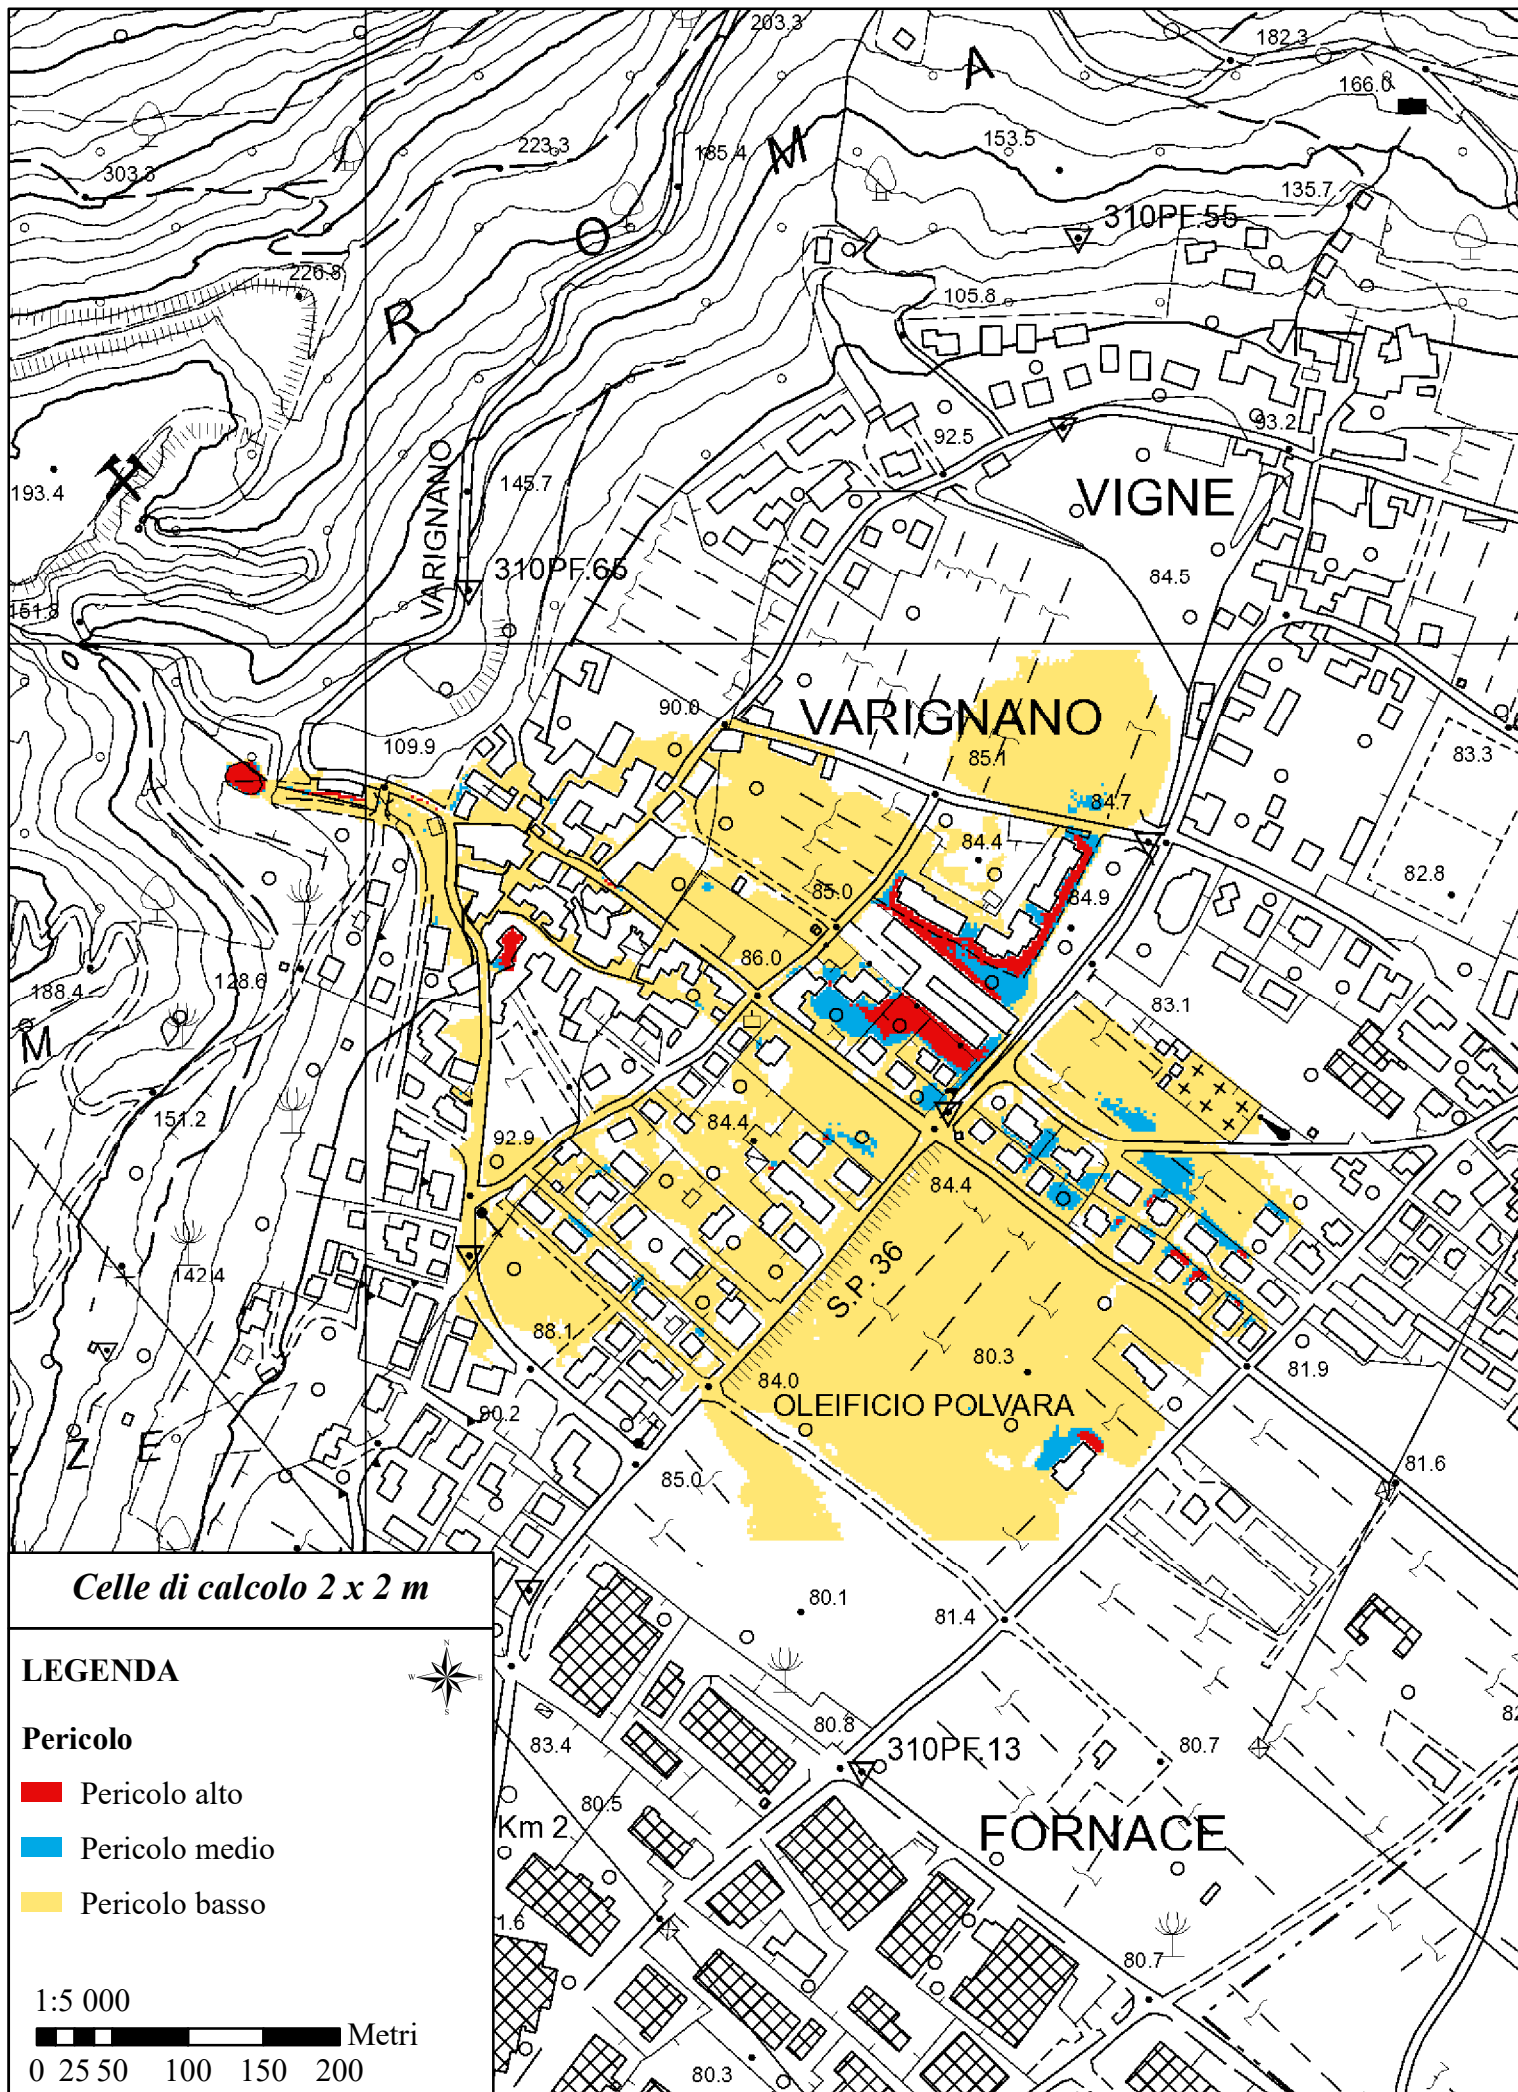 203.3
A
182.3
166.0
M
153.5
223.3
185.4
303.3
135.7
310PF.55
O
226.8
105.8
R
93.2
92.5
VARIGNANO
145.7
193.4
VIGNE
310PF.65
84.5
151.8
90.0
VARIGNANO
109.9
85.1
83.3
84.7
84.4
82.8
85.0
84.9
86.0
128.6
188.4
83.1
M
151.2
84.4
92.9
84.4
S.P. 36
142.4
88.1
80.3
81.9
84.0
OLEIFICIO POLVARA
90.2
Z E
85.0
81.6
Celle di calcolo 2 x 2 m
80.1
81.4
LEGENDA
N
W E
S
Pericolo
80.8
83.4
310PF.13
80.7
Pericolo alto
80.5
Km 2
FORNACE
Pericolo medio
Pericolo basso
1.6
80.7
1:5 000
Metri
0 25 50 100 150 200
80.3